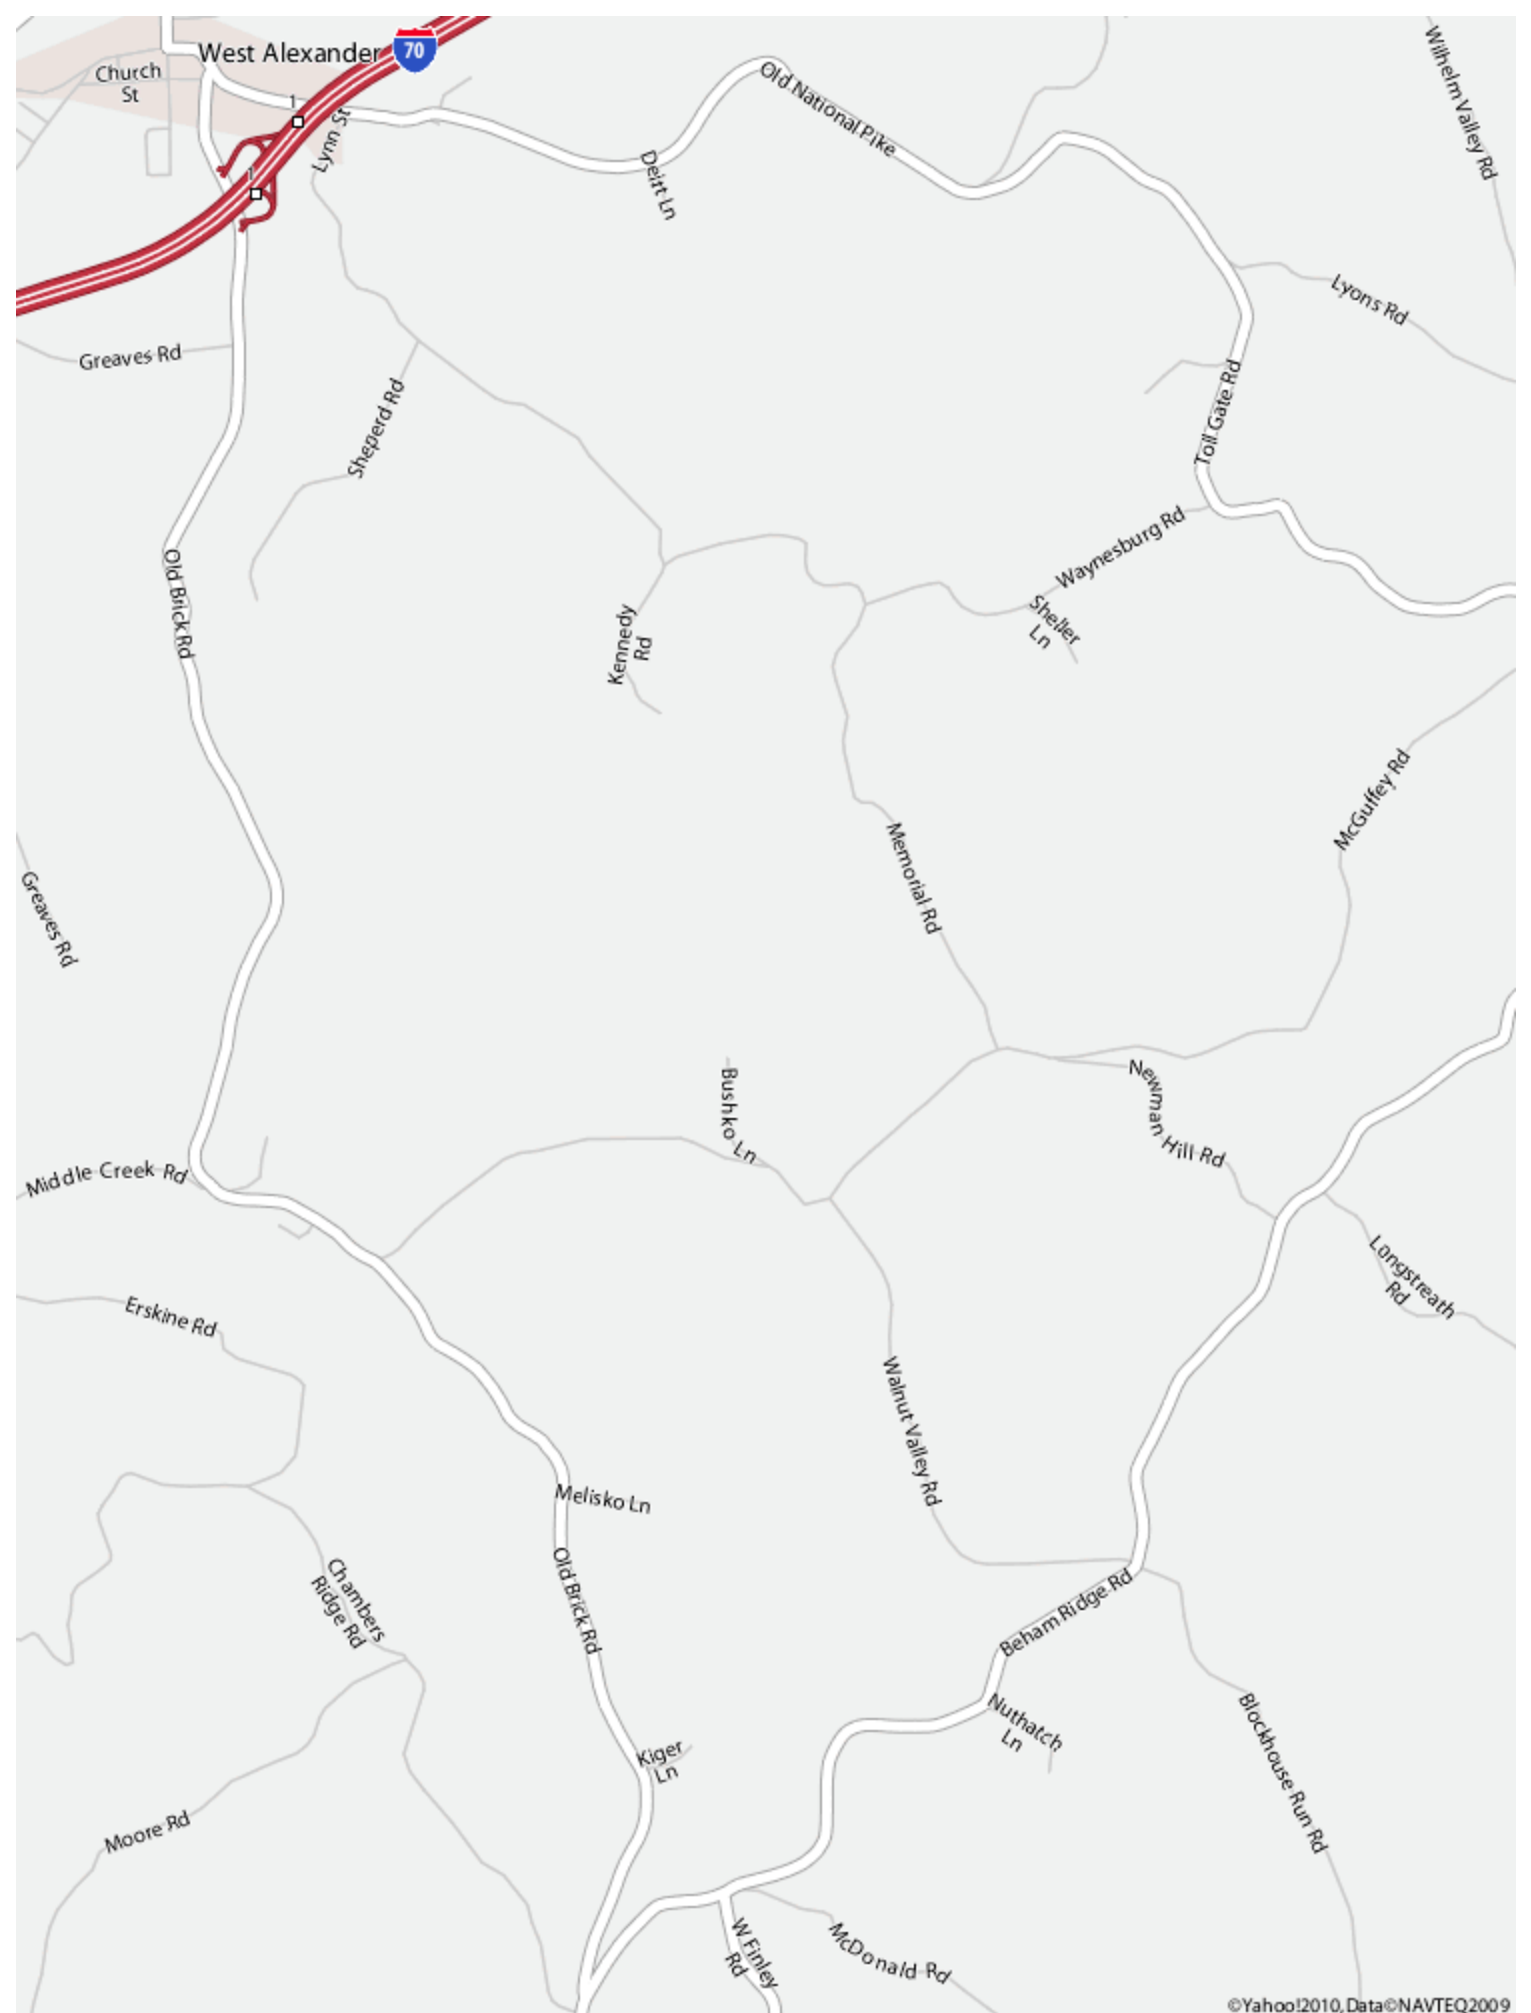 West Alexander
70
Church
St
1
Lynn St
1
Old National Pike
Wilhelm Valley Rd
Deirt Ln
Lyons Rd
Greaves Rd
Sheperd Rd
Toll Gate Rd
Waynesburg Rd
Old Brick Rd
Sheller
Ln
Kennedy
Rd
McGuffey Rd
Memorial Rd
Greaves Rd
Bushko Ln
Newman Hill Rd
Middle Creek Rd
Longstreath
Rd
Erskine Rd
Walnut Valley Rd
Melisko Ln
Old Brick Rd
Chambers
Ridge Rd
Beham Ridge Rd
Nuthatch
Ln
Blockhouse Run Rd
Kiger
Ln
Moore Rd
W Finley
Rd
McDonald Rd
©Yahoo!2010, Data©NAVTEQ2009